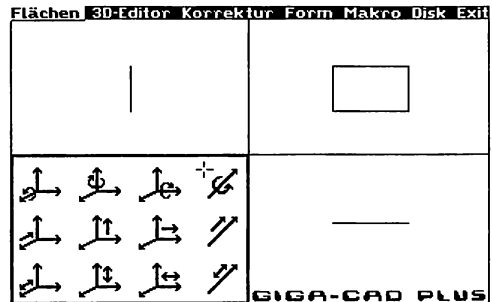 Flächen 3D-Editor Korrektur Form Makro Disk Exit
GIGA-CAD PLUS